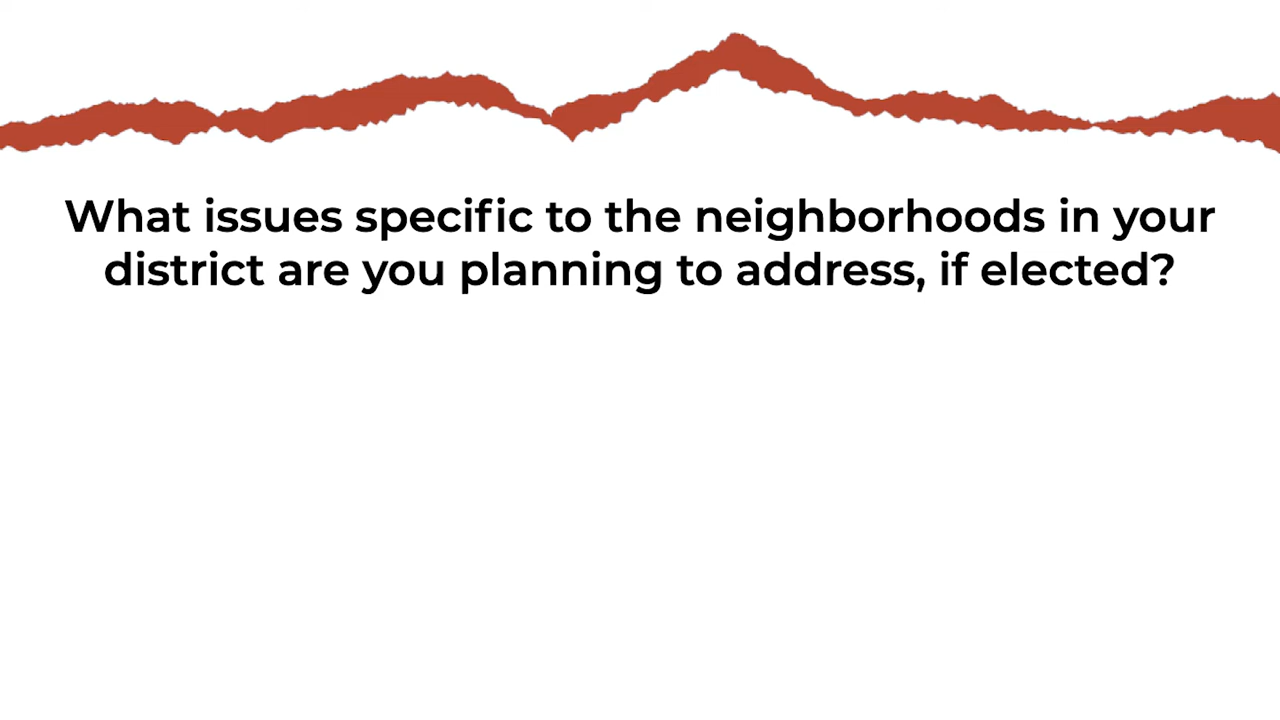 What issues specific to the neighborhoods in your
district are you planning to address, if elected?